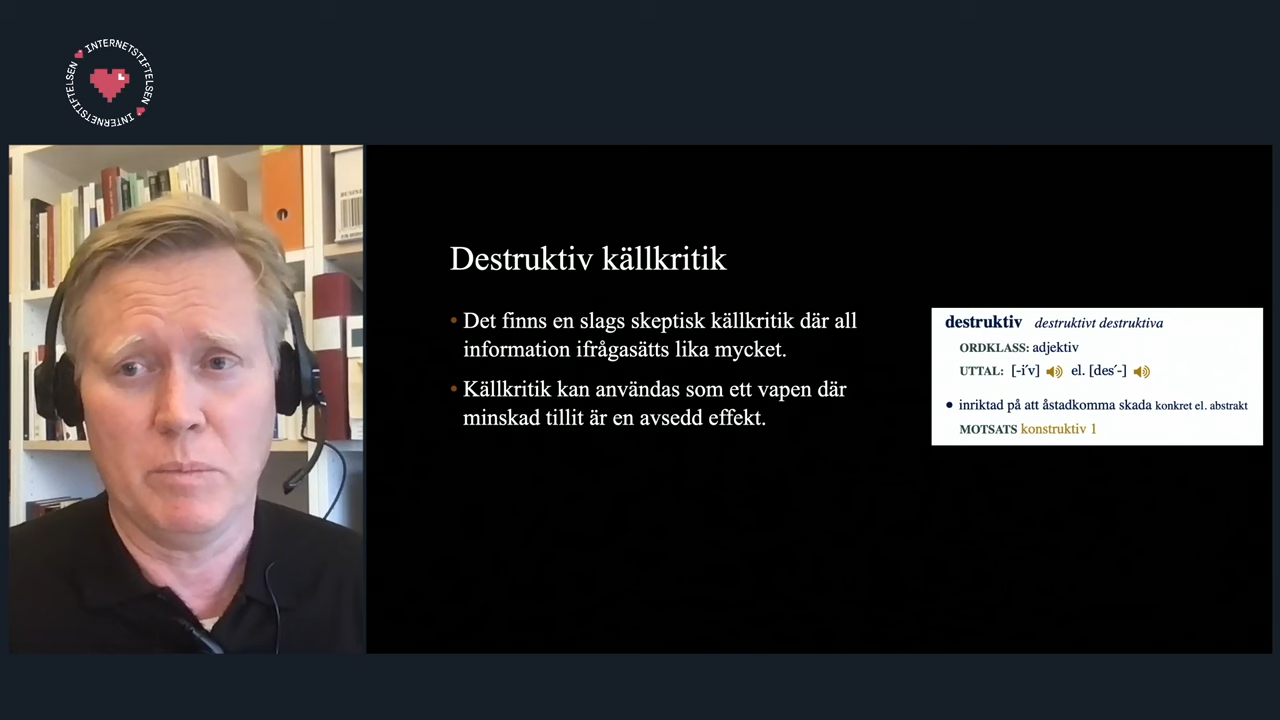 INTERNETSTIFTELSEN
INTERNETSTIFTELSEN
Destruktiv källkritik
• Det finns en slags skeptisk källkritik där all
information ifrågasätts lika mycket.
• Källkritik kan användas som ett vapen där
minskad tillit är en avsedd effekt.
destruktiv destruktivt destruktiva
ORDKLASS: adjektiv
UTTAL: [-i´v] el. [des´-]
• inriktad på att åstadkomma skada konkret el. abstrakt
MOTSATS konstruktiv 1